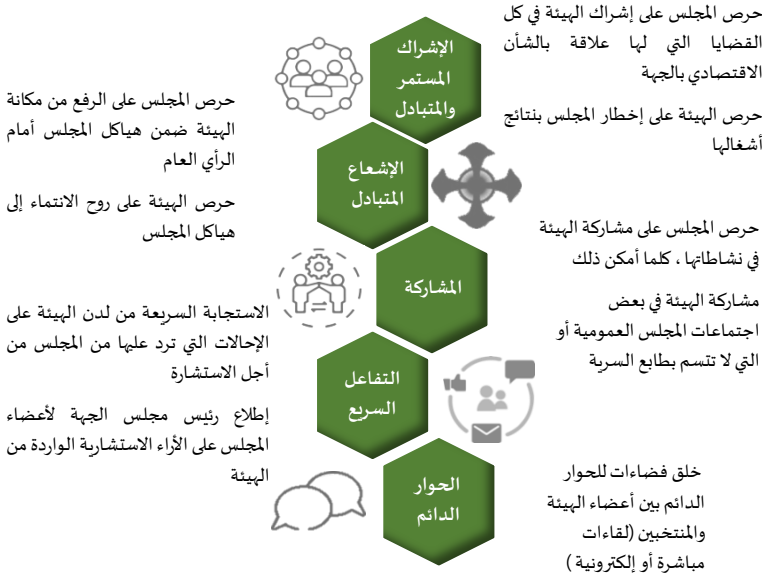 الإشراك
المستمر
والمتبادل
حرص المجلس على إشراك الهيئة في كل
القضايا التي لها علاقة بالشأن
الاقتصادي بالجهة
حرص الهيئة على إخطار المجلس بنتائج
أشغالها
الإشعاع
المتبادل
حرص المجلس على الرفع من مكانة
الهيئة ضمن هياكل المجلس أمام
الرأي العام
حرص الهيئة على روح الانتماء إلى
هياكل المجلس
المشاركة
حرص المجلس على مشاركة الهيئة
في نشاطاتها ، كلما أمكن ذلك
مشاركة الهيئة في بعض
اجتماعات المجلس العمومية أو
التي لا تتسم بطابع السرية
التفاعل
السريع
الاستجابة السريعة من لدن الهيئة على
الإحالات التي ترد عليها من المجلس من
أجل الاستشارة
إطلاع رئيس مجلس الجهة لأعضاء
المجلس على الأراء الاستشارية الواردة من
الهيئة
الحوار
الدائم
خلق فضاءات للحوار
الدائم بين أعضاء الهيئة
والمنتخبين (لقاءات
مباشرة أو إلكترونية )